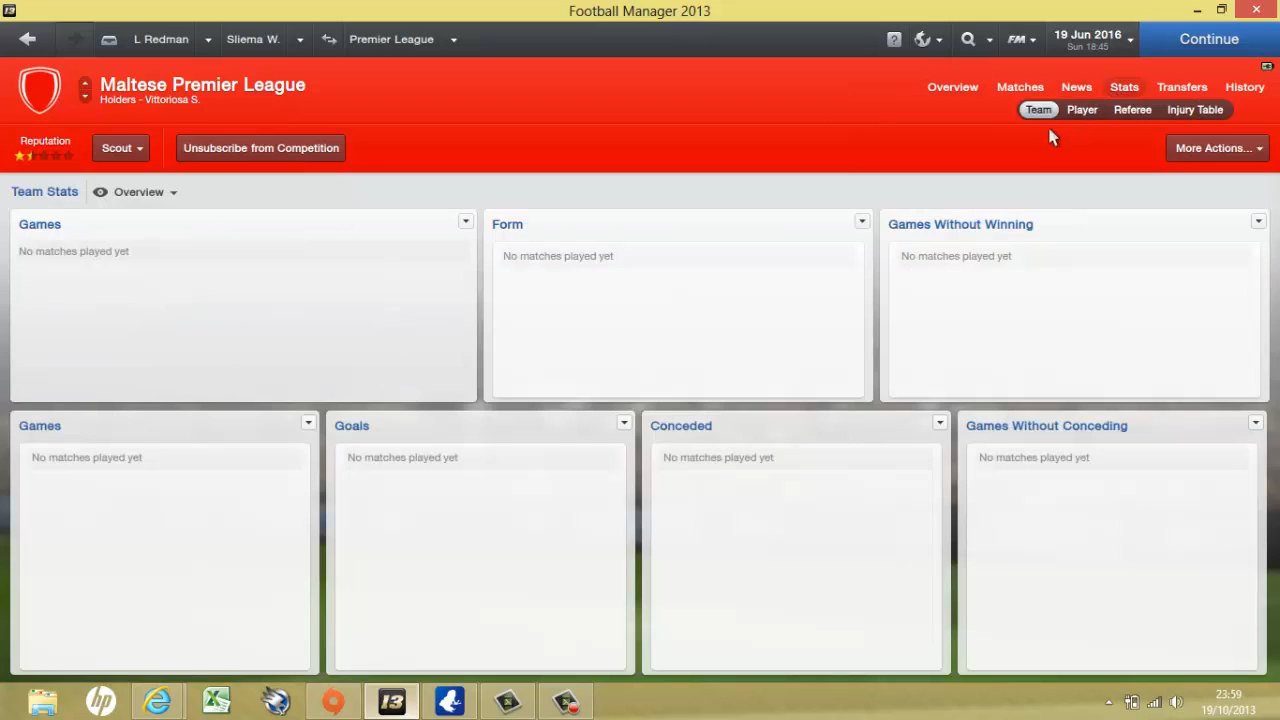 13
Football Manager 2013
L Redman
Sliema W.
Premier League
FM
19 Jun 2016
Sun 18:45
Continue
Maltese Premier League
Holders - Vittoriosa S.
Overview
Matches
News
Stats
Transfers
History
Team
Player
Referee
Injury Table
Reputation
Scout
Unsubscribe from Competition
More Actions...
Team Stats
Overview
Games
No matches played yet
Form
No matches played yet
Games Without Winning
No matches played yet
Games
No matches played yet
Goals
No matches played yet
Conceded
No matches played yet
Games Without Conceding
No matches played yet
hp
13
23:59
19/10/2013